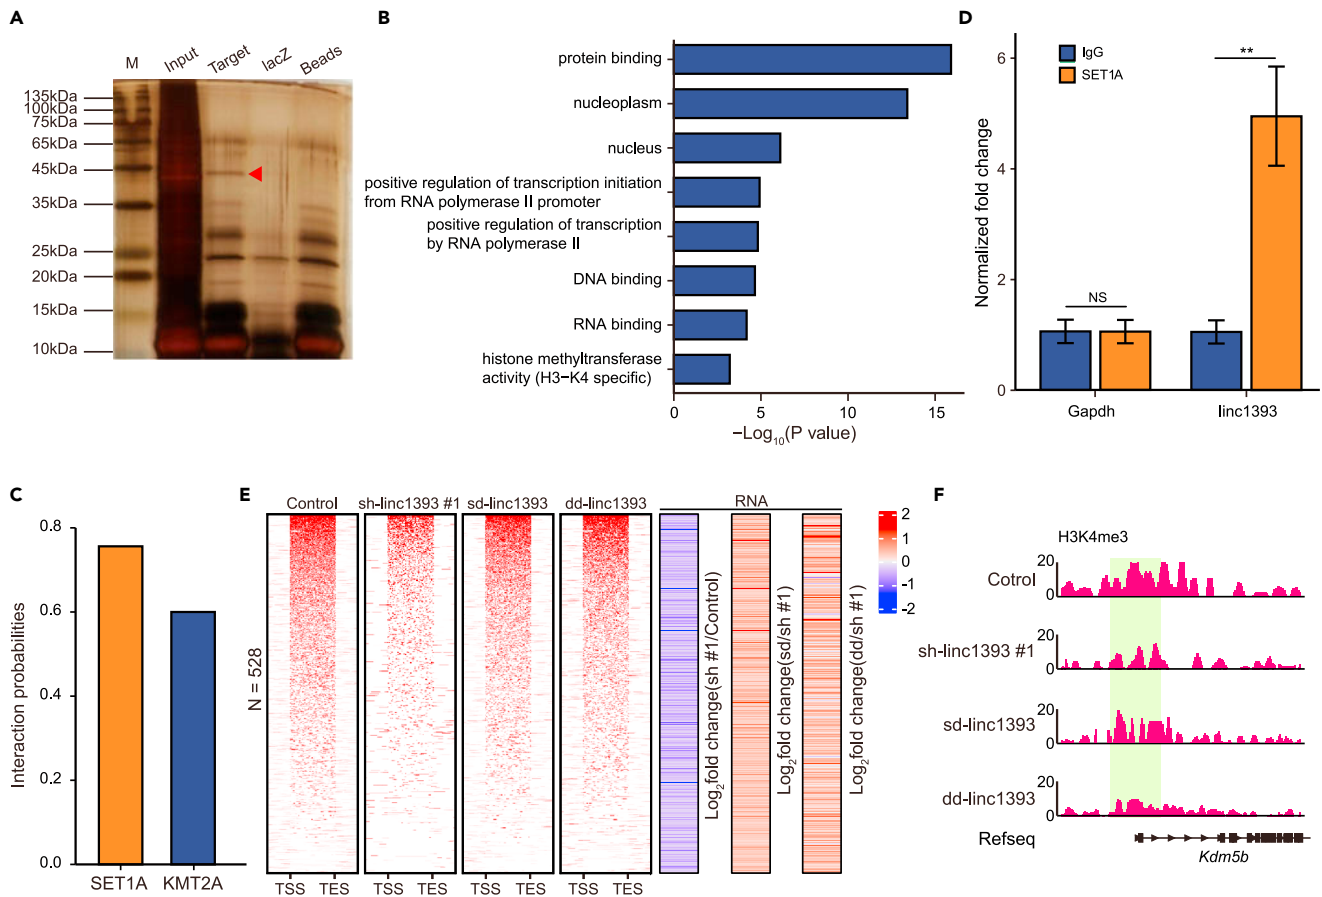 A
M
Input
Target
lacZ
Beads
135kDa
100kDa
75kDa
65kDa
45kDa
35kDa
25kDa
20kDa
15kDa
10kDa
B
protein binding
nucleoplasm
nucleus
positive regulation of transcription initiation
from RNA polymerase II promoter
positive regulation of transcription
by RNA polymerase II
DNA binding
RNA binding
histone methyltransferase
activity (H3−K4 specific)
0 5 10 15
−Log10(P value)
D
IgG
SET1A
**
NS
Normalized fold change
6
4
2
0
Gapdh linc1393
C
Interaction probabilities
0.8
0.6
0.4
0.2
0.0
SET1A KMT2A
E
Control sh-linc1393 #1 sd-linc1393 dd-linc1393
RNA
N = 528
TSS TES TSS TES TSS TES TSS TES
Log2fold change(sh #1/Control)
Log2fold change(sd/sh #1)
Log2fold change(dd/sh #1)
2
1
0
-1
-2
F
H3K4me3
Cotrol
20
0
sh-linc1393 #1
20
0
sd-linc1393
20
0
dd-linc1393
20
0
Refseq
Kdm5b